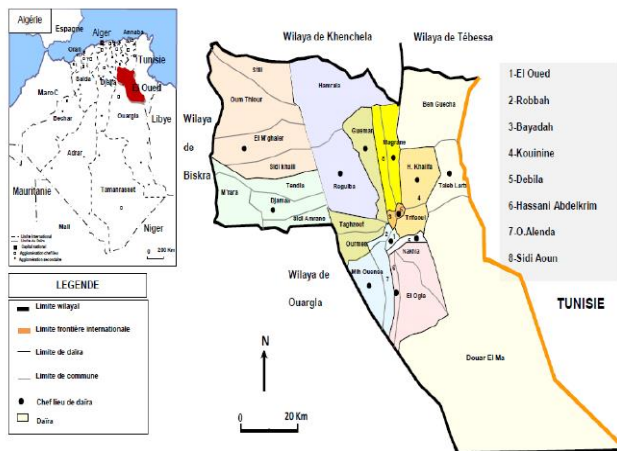 Algérie
Espagne
Alger
Annaba
Oran
Tunisie
Saida
Djelfa
El Oued
Maroc
Bechar
Ouargla
Libye
Adrar
Mauritanie
Tamanrasset
Mali
Niger
200 Km
LEGENDE
Limite wilayal
Limite frontière internationale
Limite de daïra
Limite de commune
Chef lieu de daïra
Daïra
Wilaya de Khenchela
Wilaya de Tébessa
Wilaya
de
Biskra
Still
Oum Thiour
El M'ghaier
Sidi khalil
Hamraia
Guemar
Magrane
Ben Guecha
H. Khalifa
Taleb Larbi
M'rara
Tendla
Djamaa
Sidi Amrane
Reguiba
Trifaoui
Taghzout
Ourmes
Nakhla
Mih Ouensa
El Ogla
Wilaya de
Ouargla
Douar El Ma
TUNISIE
N
0
20 Km
1-El Oued
2-Robbah
3-Bayadah
4-Kouinine
5-Debila
6-Hassani Abdelkrim
7-O.Alenda
8-Sidi Aoun